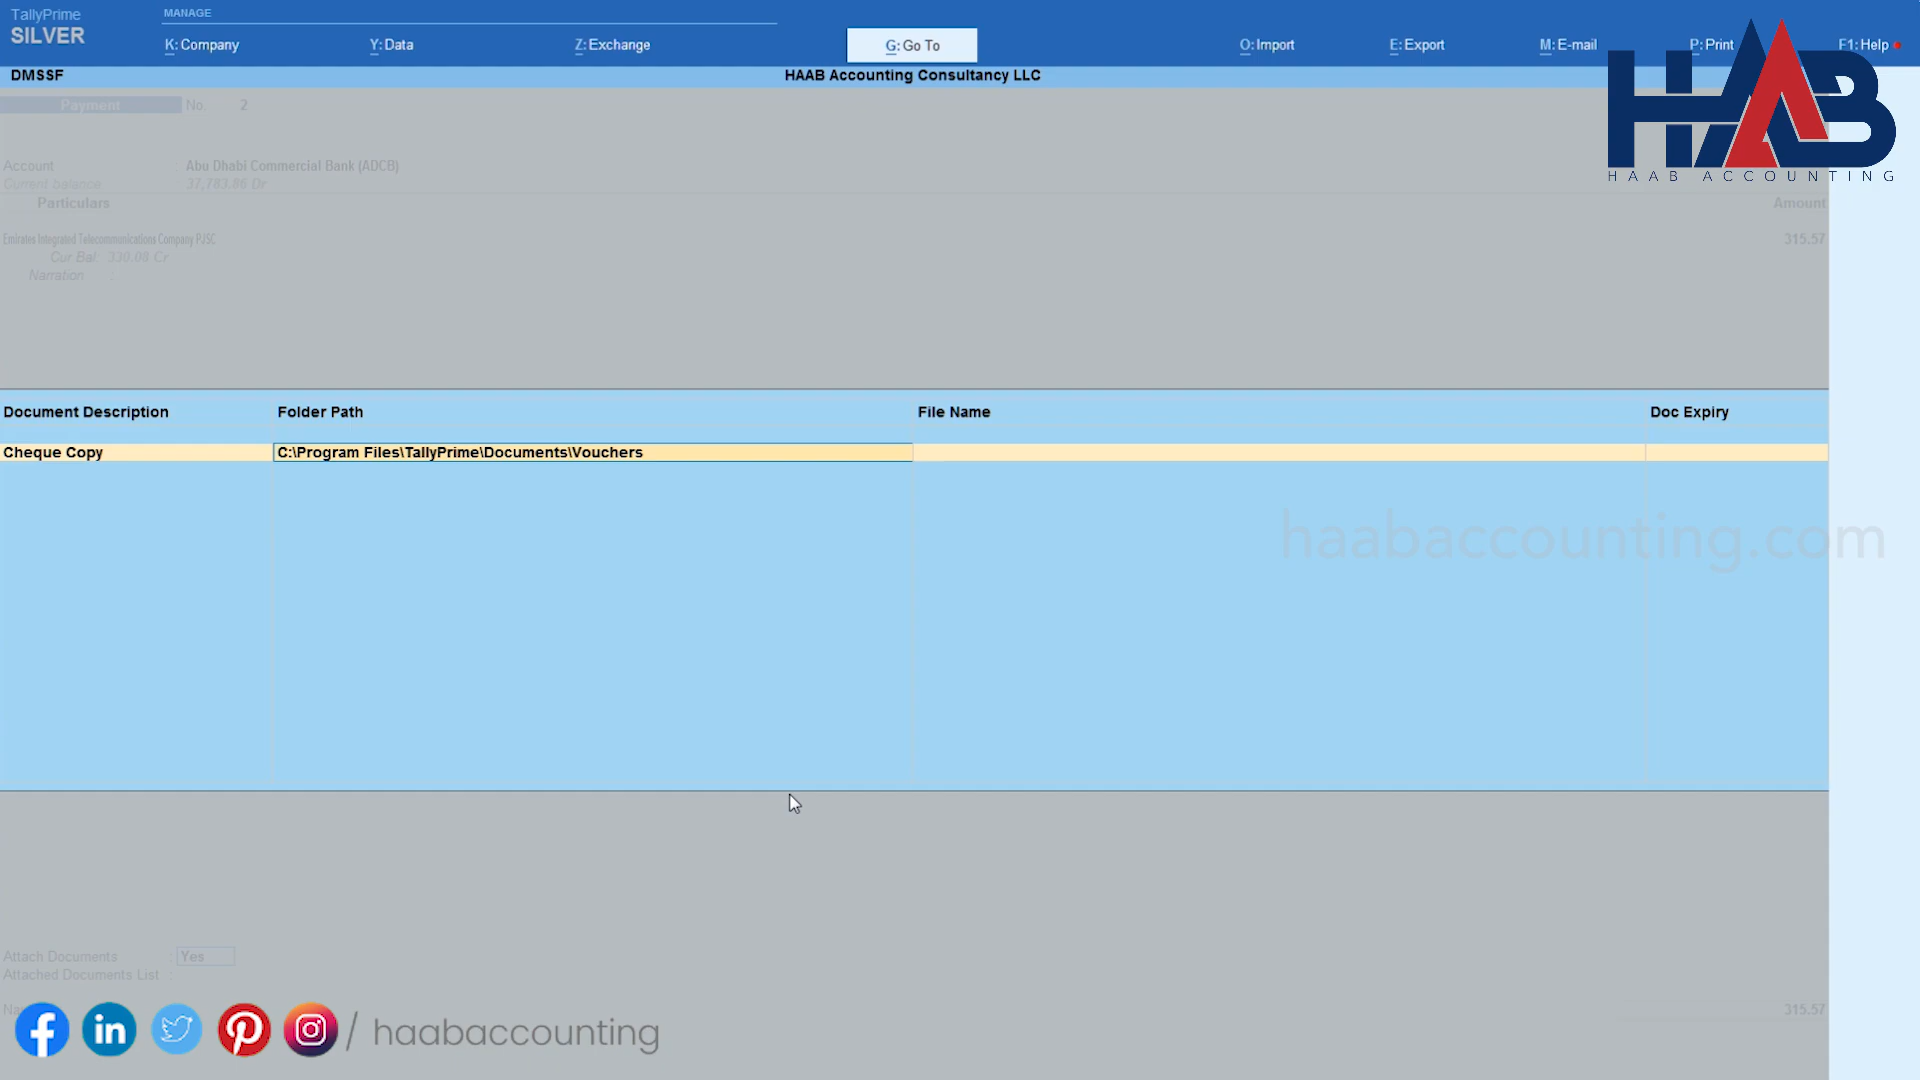 TallyPrime
SILVER
MANAGE
K: Company
Y: Data
Z: Exchange
G: Go To
O: Import
E: Export
M: E-mail
P: Print
F1: Help
DMSSF
HAAB Accounting Consultancy LLC
HAAB
HAAB ACCOUNTING
Payment No. 2
Account : Abu Dhabi Commercial Bank (ADCB)
Current balance : 37,783.86 Dr
Particulars Amount
Emirates Integrated Telecommunications Company PJSC 315.57
Cur Bal: 330.08 Cr
Narration :
Document Description Folder Path File Name Doc Expiry
Cheque Copy C:\Program Files\TallyPrime\Documents\Vouchers
haabaccounting.com
Attach Documents : Yes
Attached Documents List :
315.57
/ haabaccounting